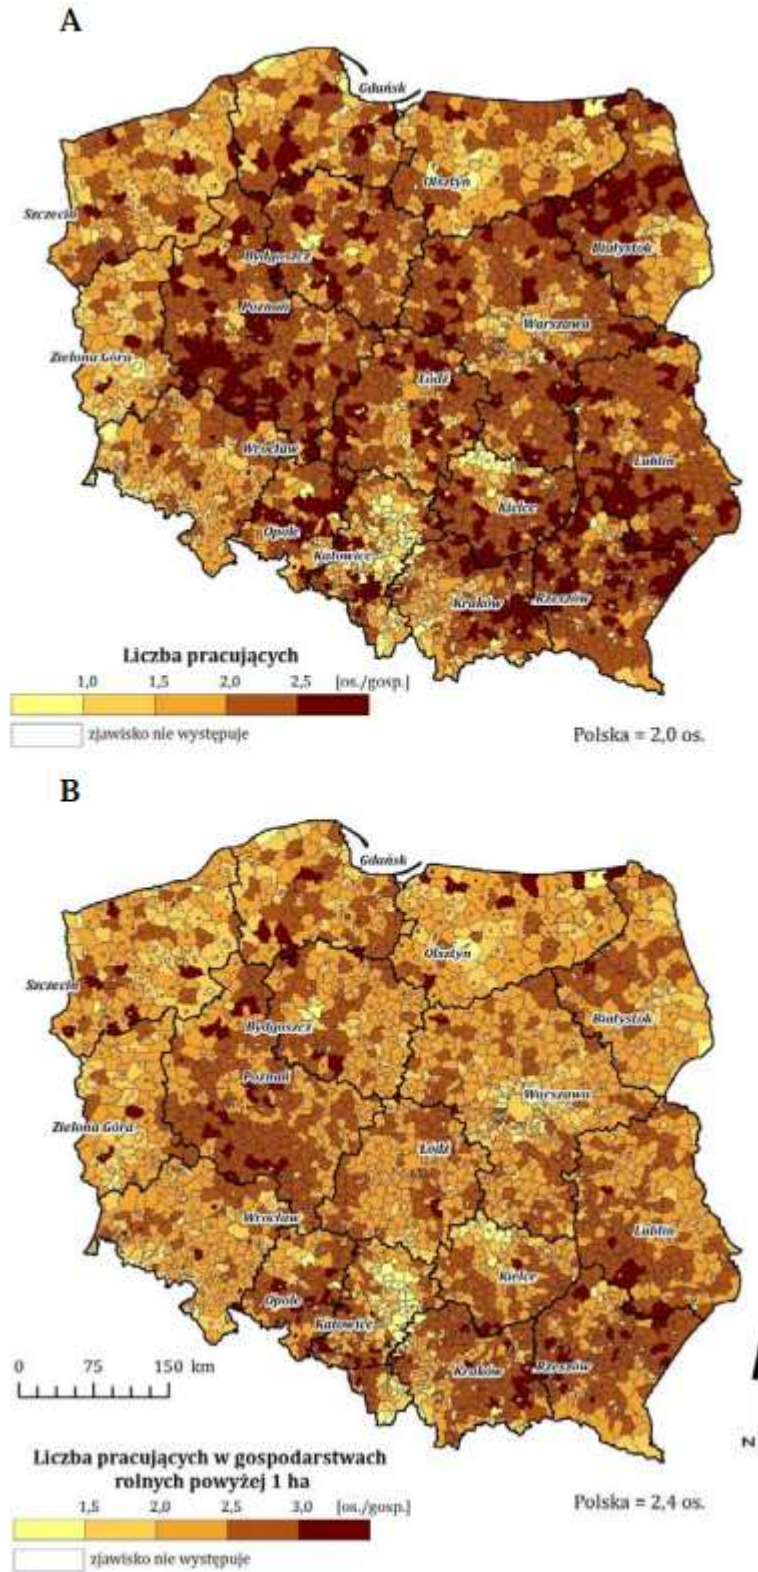 A
Gdańsk
Olsztyn
Szczecin
Białystok
Bydgoszcz
Poznań
Warszawa
Zielona Góra
Łódź
Wrocław
Lublin
Kielce
Opole
Katowice
Kraków
Rzeszów
Liczba pracujących
1,0 1,5 2,0 2,5 [os./gosp.]
zjawisko nie występuje
Polska = 2,0 os.
B
Gdańsk
Olsztyn
Szczecin
Białystok
Bydgoszcz
Poznań
Warszawa
Zielona Góra
Łódź
Wrocław
Lublin
Kielce
Opole
Katowice
0 75 150 km
Kraków
Rzeszów
N
Liczba pracujących w gospodarstwach
rolnych powyżej 1 ha
1,5 2,0 2,5 3,0 [os./gosp.]
Polska = 2,4 os.
zjawisko nie występuje